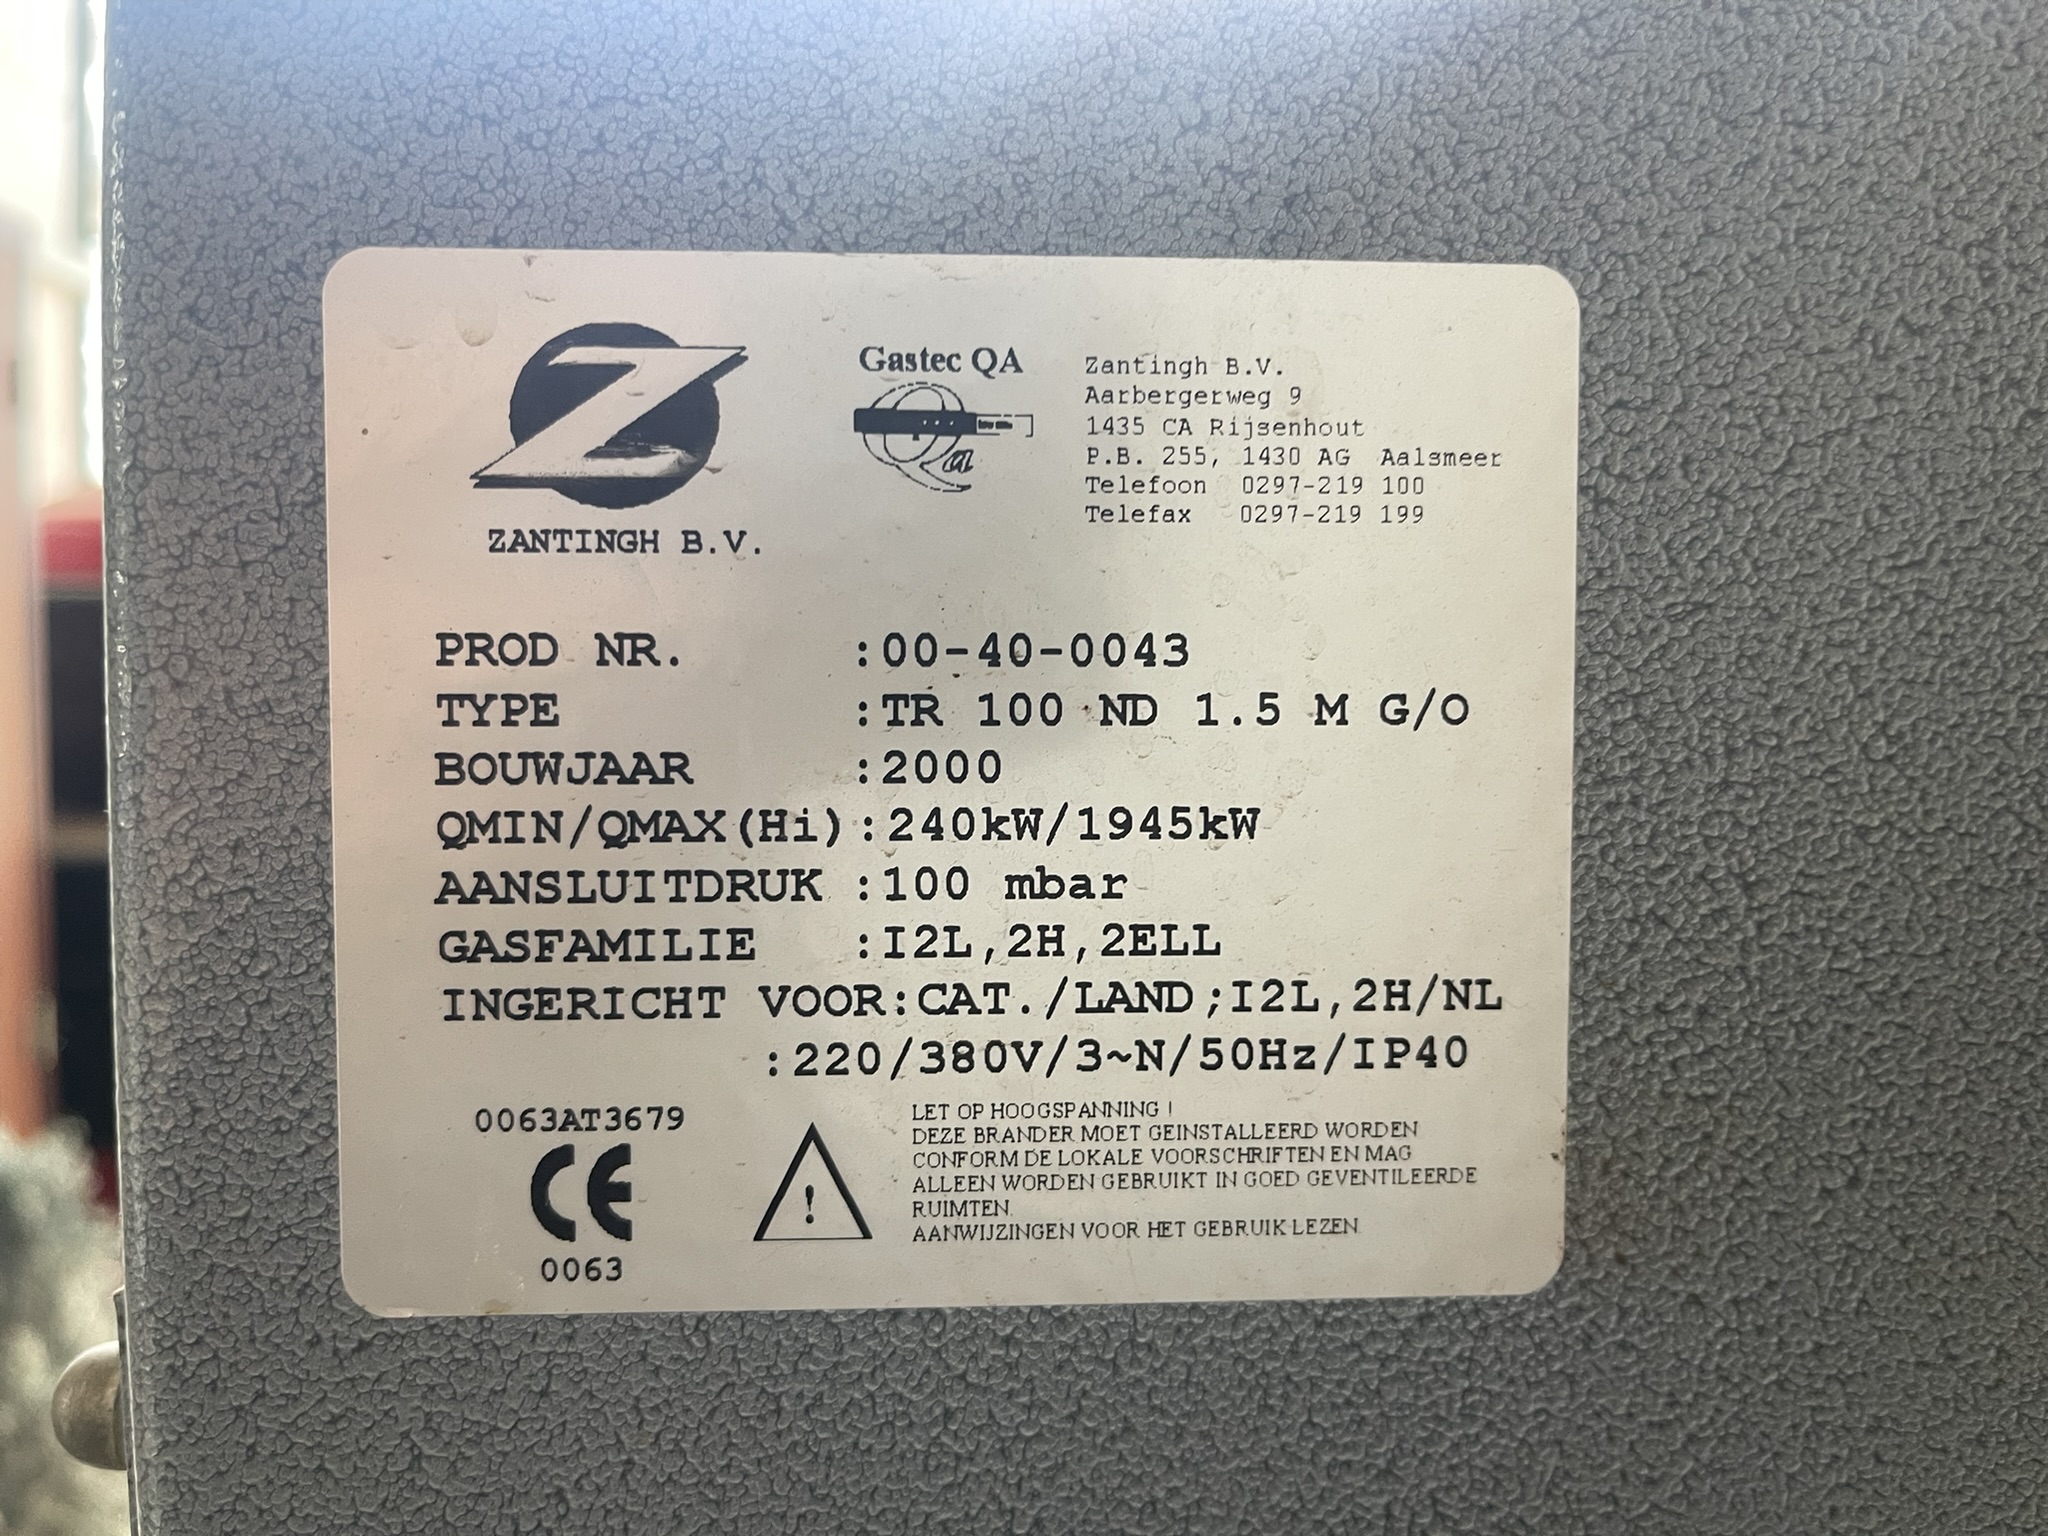 ZANTINGH B.V.
Gastec QA
Zantingh B.V.
Aarbergerweg 9
1435 CA Rijsenhout
P.B. 255, 1430 AG Aalsmeer
Telefoon 0297-219 100
Telefax 0297-219 199
PROD NR. :00-40-0043
TYPE :TR 100 ND 1.5 M G/O
BOUWJAAR :2000
QMIN/QMAX(Hi):240kW/1945kW
AANSLUITDRUK :100 mbar
GASFAMILIE :I2L,2H,2ELL
INGERICHT VOOR:CAT./LAND;I2L,2H/NL
:220/380V/3~N/50Hz/IP40
0063AT3679
CE
0063
!
LET OP HOOGSPANNING !
DEZE BRANDER MOET GEINSTALLEERD WORDEN
CONFORM DE LOKALE VOORSCHRIFTEN EN MAG
ALLEEN WORDEN GEBRUIKT IN GOED GEVENTILEERDE
RUIMTEN.
AANWIJZINGEN VOOR HET GEBRUIK LEZEN.